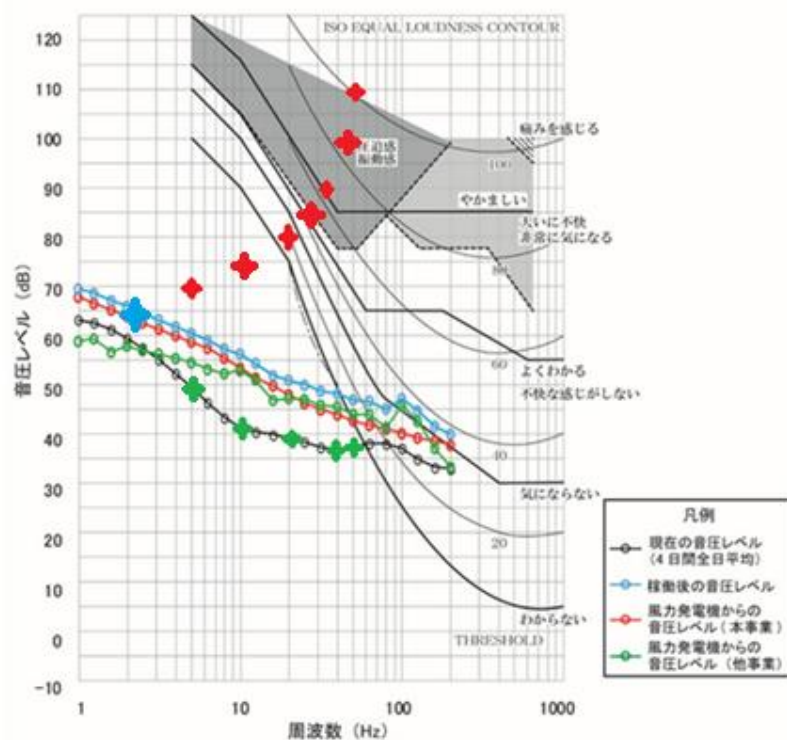 ISO EQUAL LOUDNESS CONTOUR
音圧レベル (dB)
120
110
100
90
80
70
60
50
40
30
20
10
0
-10
圧迫感
振動感
痛みを感じる
100
やかましい
大いに不快
非常に気になる
80
60
よくわかる
不快な感じがしない
40
気にならない
20
わからない
THRESHOLD
1
10
100
1000
周波数 (Hz)
凡例
現在の音圧レベル
(4日間全日平均)
稼働後の音圧レベル
風力発電機からの
音圧レベル(本事業)
風力発電機からの
音圧レベル (他事業)